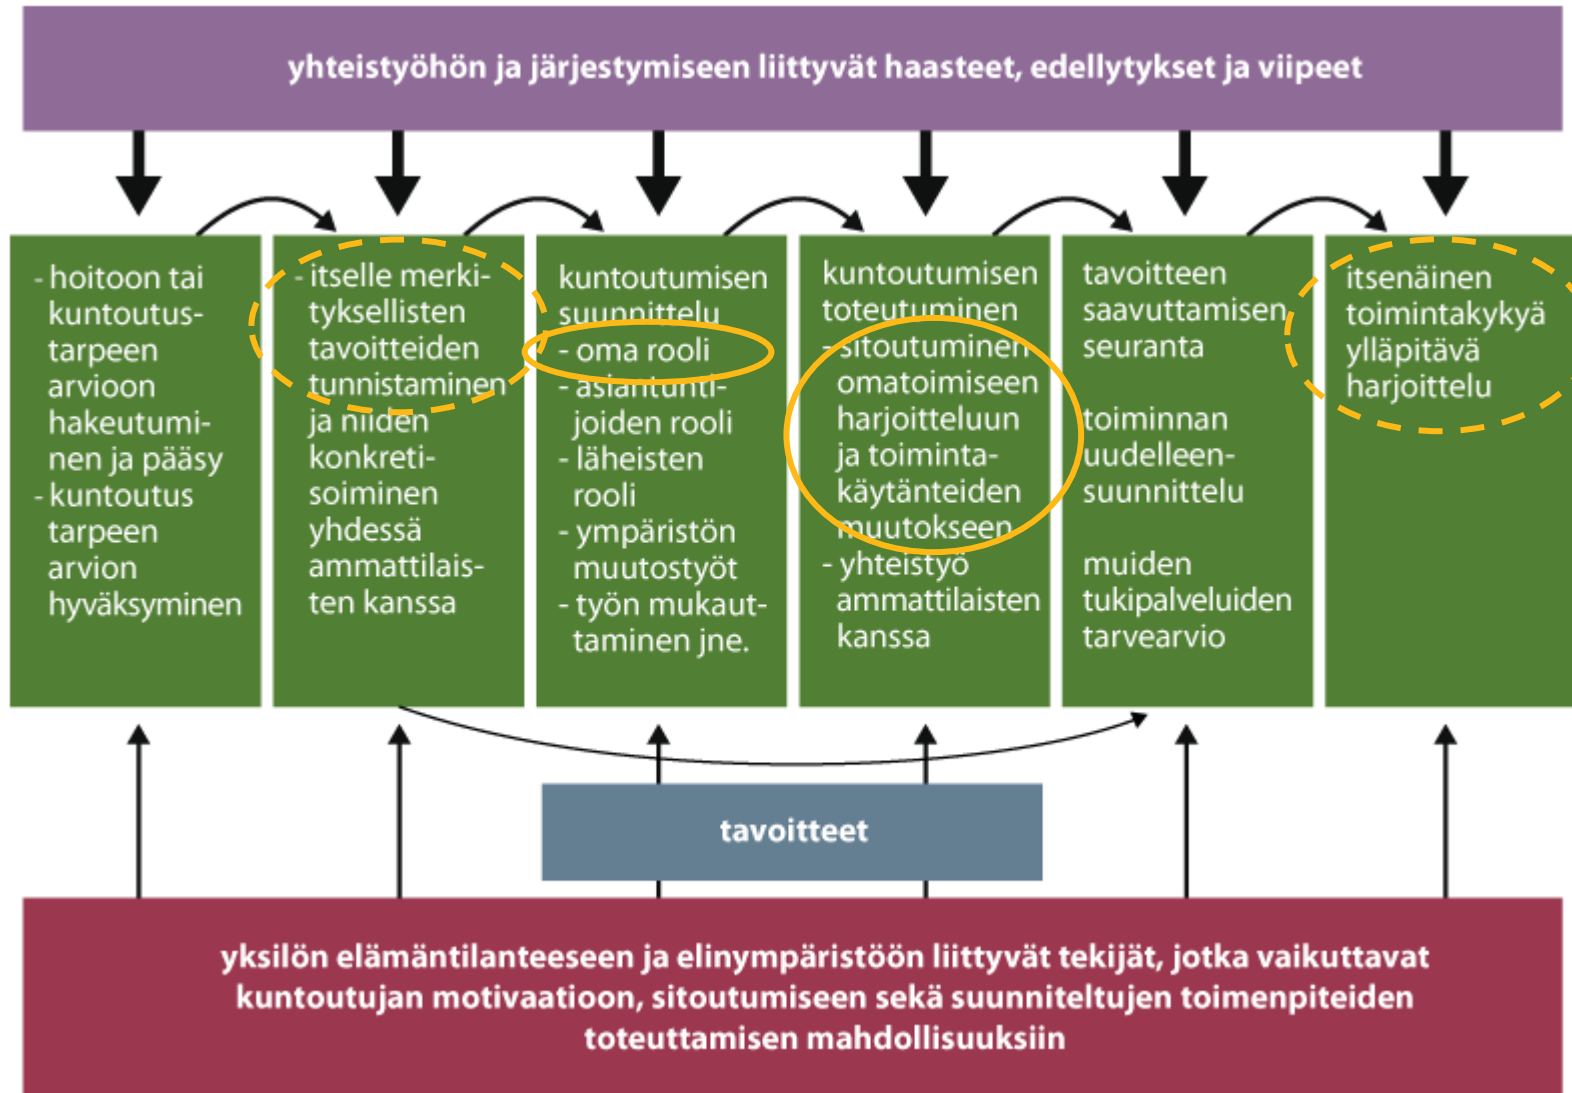 yhteistyöhön ja järjestymiseen liittyvät haasteet, edellytykset ja viipeet
- hoitoon tai
kuntoutus-
tarpeen
arvioon
hakeutumi-
nen ja pääsy
- kuntoutus
tarpeen
arvion
hyväksyminen
- itselle merki-
tyksellisten
tavoitteiden
tunnistaminen
ja niiden
konkreti-
soiminen
yhdessä
ammattilais-
ten kanssa
kuntoutumisen
suunnittelu
- oma rooli
- asiantunti-
joiden rooli
- läheisten
rooli
- ympäristön
muutostyöt
- työn mukaut-
taminen jne.
kuntoutumisen
toteutuminen
- sitoutuminen
omatoimiseen
harjoitteluun
ja toiminta-
käytänteiden
muutokseen
- yhteistyö
ammattilaisten
kanssa
tavoitteen
saavuttamisen
seuranta
toiminnan
uudelleen-
suunnittelu
muiden
tukipalveluiden
tarvearvio
itsenäinen
toimintakykyä
ylläpitävä
harjoittelu
tavoitteet
yksilön elämäntilanteeseen ja elinympäristöön liittyvät tekijät, jotka vaikuttavat
kuntoutujan motivaatioon, sitoutumiseen sekä suunniteltujen toimenpiteiden
toteuttamisen mahdollisuuksiin